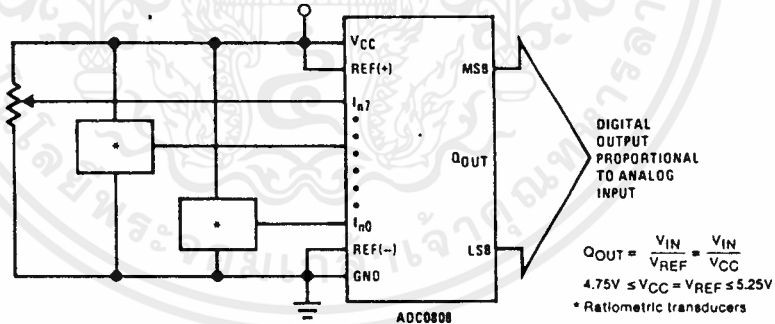 VCC
REF(+)
In7
In0
REF(−)
GND
MSB
QOUT
LSB
ADC0808
*
*
DIGITAL
OUTPUT
PROPORTIONAL
TO ANALOG
INPUT
QOUT = VIN/VREF = VIN/VCC
4.75V ≤ VCC = VREF ≤ 5.25V
* Ratiometric transducers